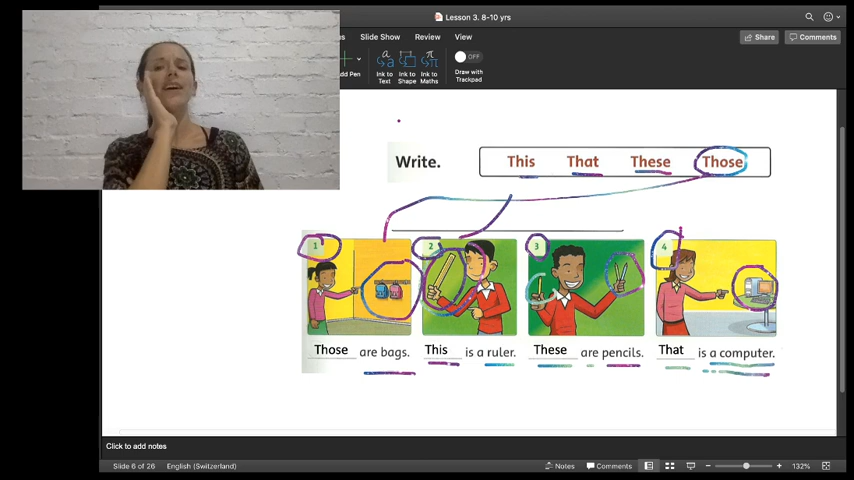 Lesson 3. 8-10 yrs
Slide Show Review View
Share Comments
dd Pen Ink to Text Ink to Shape Ink to Maths OFF Draw with Trackpad
Write. This That These Those
1 2 3 4
Those are bags. This is a ruler. These are pencils. That is a computer.
Click to add notes
Slide 6 of 26 English (Switzerland) Notes Comments 132%